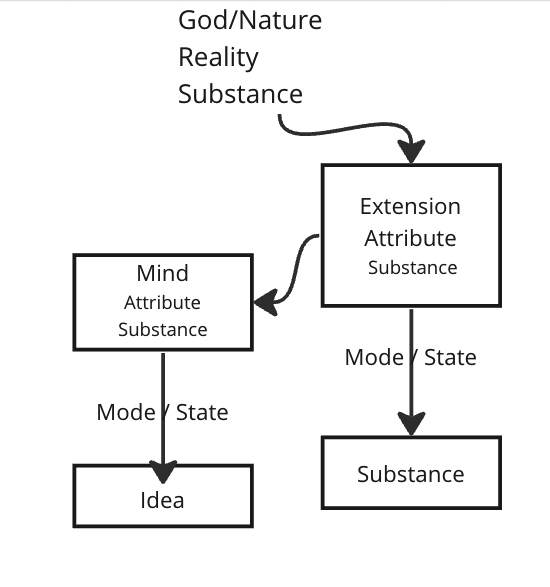 God/Nature
Reality
Substance
Extension
Attribute
Substance
Mind
Attribute
Substance
Mode / State
Mode / State
Substance
Idea